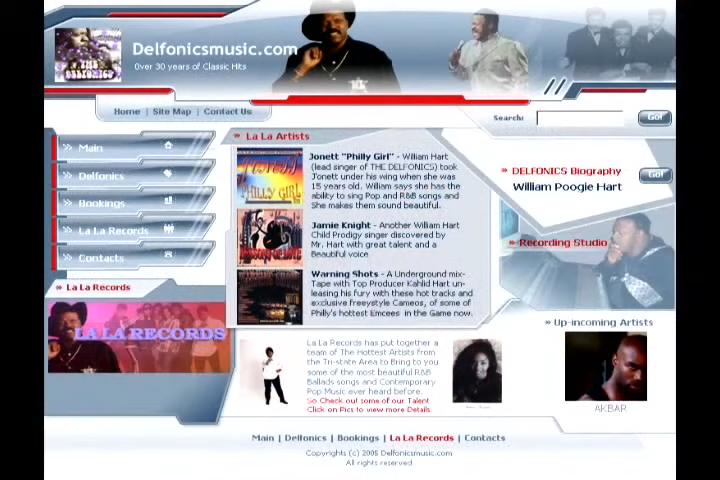 THE
DELFONICS
Delfonicsmusic.com
Over 30 years of Classic Hits
Home | Site Map | Contact Us
Search:
Go!
Main
Delfonics
Bookings
La La Records
Contacts
La La Records
LA LA RECORDS
La La Artists
JONETT
PHILLY GIRL
Jonett "Philly Girl" - William Hart
(lead singer of THE DELFONICS) took
Jonett under his wing when she was
15 years old. William says she has the
ability to sing Pop and R&B songs and
She makes them sound beautiful.
Jamie Knight - Another William Hart
Child Prodigy singer discovered by
Mr. Hart with great talent and a
Beautiful voice
Warning Shots - A Underground mix-
Tape with Top Producer Kahlid Hart un-
leasing his fury with these hot tracks and
exclusive freestyle Cameos, of some of
Philly's hottest Emcees in the Game now.
DELFONICS Biography
Go!
William Poogie Hart
Recording Studio
La La Records has put together a
team of The Hottest Artists from
the Tri-state Area to Bring to you
some of the most beautiful R&B
Ballads songs and Contemporary
Pop Music ever heard before.
So Check out some of our Talent
Click on Pics to view more Details
Up-incoming Artists
AKBAR
Main | Delfonics | Bookings | La La Records | Contacts
Copyrights (c) 2005 Delfonicsmusic.com
All rights reserved